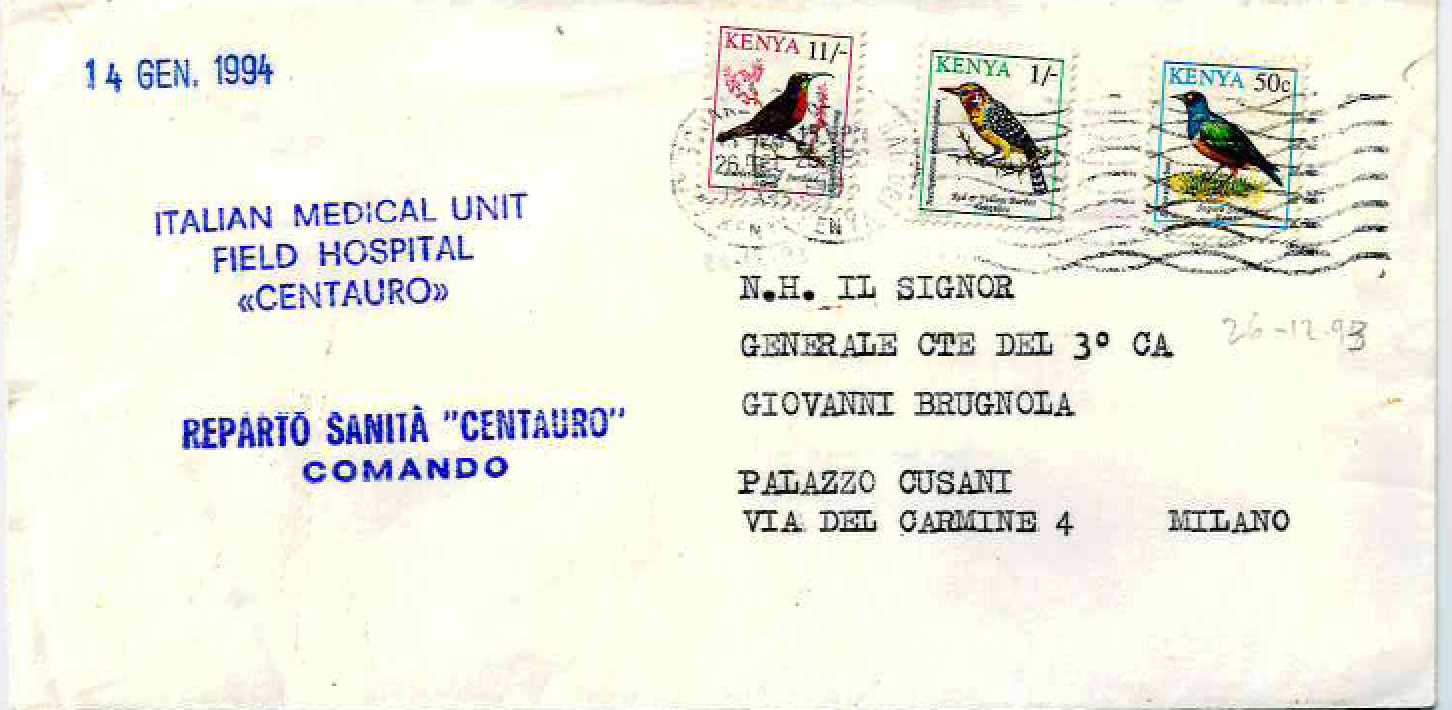 14 GEN. 1994
KENYA 11/-
KENYA 1/-
KENYA 50c
ITALIAN MEDICAL UNIT
FIELD HOSPITAL
«CENTAURO»
N.H. IL SIGNOR
GENERALE CTE DEL 3° CA
26-12.93
GIOVANNI BRUGNOLA
REPARTO SANITÀ "CENTAURO"
COMANDO
PALAZZO CUSANI
VIA DEL CARMINE 4 MILANO